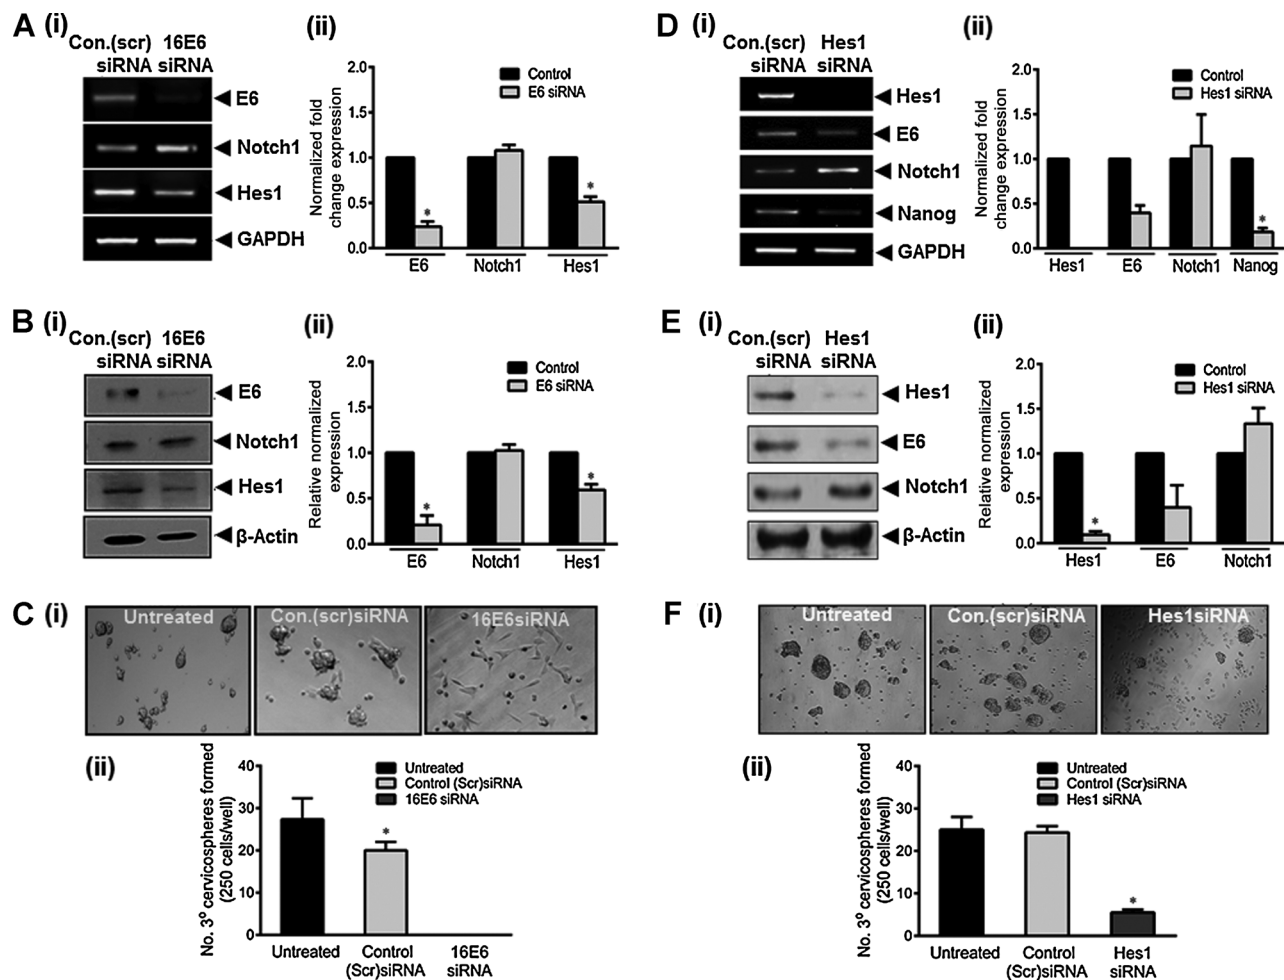 A (i)
Con.(scr) 16E6
siRNA siRNA
E6
Notch1
Hes1
GAPDH
(ii)
Normalized fold
change expression
2.0
1.5
1.0
0.5
0.0
Control
E6 siRNA
*
*
E6 Notch1 Hes1
D (i)
Con.(scr) Hes1
siRNA siRNA
Hes1
E6
Notch1
Nanog
GAPDH
(ii)
Normalized fold
change expression
2.0
1.5
1.0
0.5
0.0
Control
Hes1 siRNA
*
Hes1 E6 Notch1 Nanog
B (i)
Con.(scr) 16E6
siRNA siRNA
E6
Notch1
Hes1
β-Actin
(ii)
Relative normalized
expression
2.0
1.5
1.0
0.5
0.0
Control
E6 siRNA
*
*
E6 Notch1 Hes1
E (i)
Con.(scr) Hes1
siRNA siRNA
Hes1
E6
Notch1
β-Actin
(ii)
Relative normalized
expression
2.0
1.5
1.0
0.5
0.0
Control
Hes1 siRNA
*
Hes1 E6 Notch1
C (i)
Untreated Con.(scr)siRNA 16E6siRNA
(ii)
No. 3° cervicospheres formed
(250 cells/well)
40
30
20
10
0
Untreated
Control (Scr)siRNA
16E6 siRNA
*
Untreated Control 16E6
(Scr)siRNA siRNA
F (i)
Untreated Con.(scr)siRNA Hes1siRNA
(ii)
No. 3° cervicospheres formed
(250 cells/well)
40
30
20
10
0
Untreated
Control (Scr)siRNA
Hes1 siRNA
*
Untreated Control Hes1
(Scr)siRNA siRNA